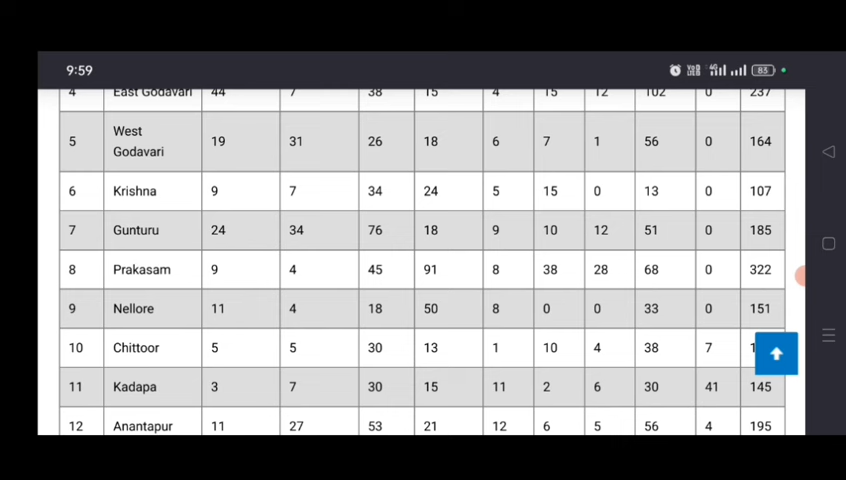 9:59
4G
83
4 East Godavari 44 7 38 15 4 15 12 102 0 237
5 West Godavari 19 31 26 18 6 7 1 56 0 164
6 Krishna 9 7 34 24 5 15 0 13 0 107
7 Gunturu 24 34 76 18 9 10 12 51 0 185
8 Prakasam 9 4 45 91 8 38 28 68 0 322
9 Nellore 11 4 18 50 8 0 0 33 0 151
10 Chittoor 5 5 30 13 1 10 4 38 7
11 Kadapa 3 7 30 15 11 2 6 30 41 145
12 Anantapur 11 27 53 21 12 6 5 56 4 195